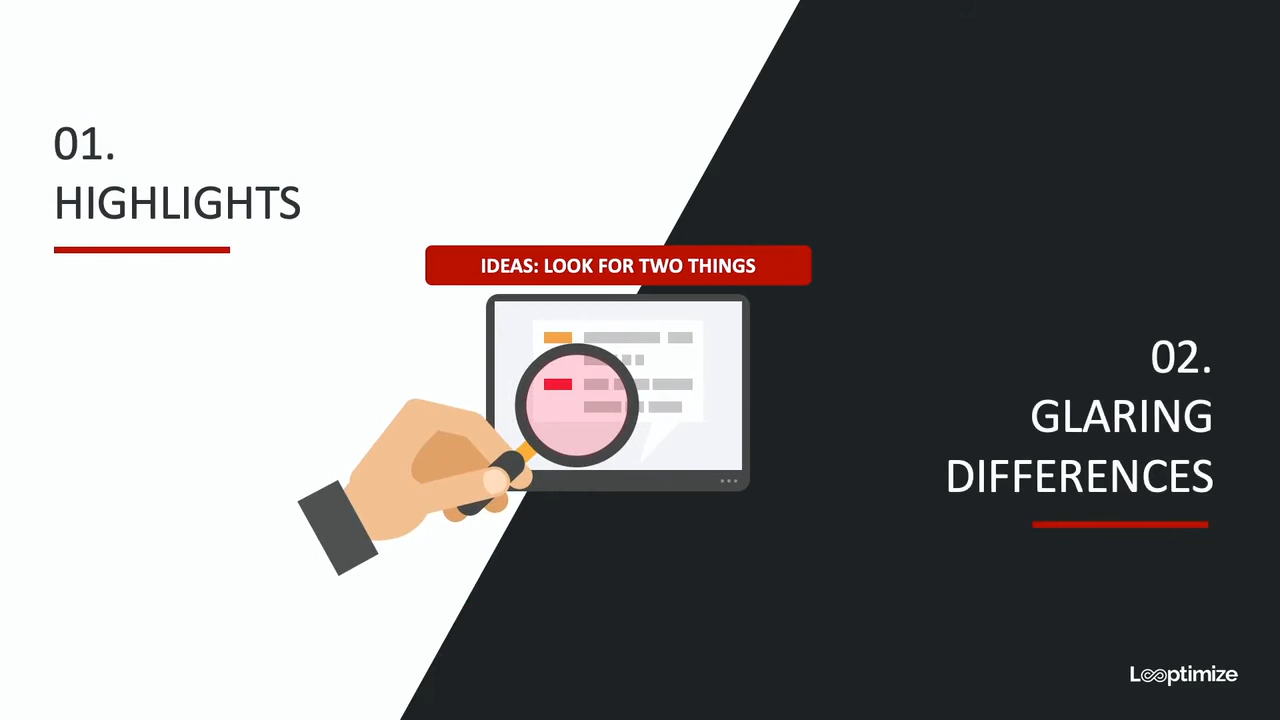 01.
HIGHLIGHTS
IDEAS: LOOK FOR TWO THINGS
02.
GLARING
DIFFERENCES
Looptimize